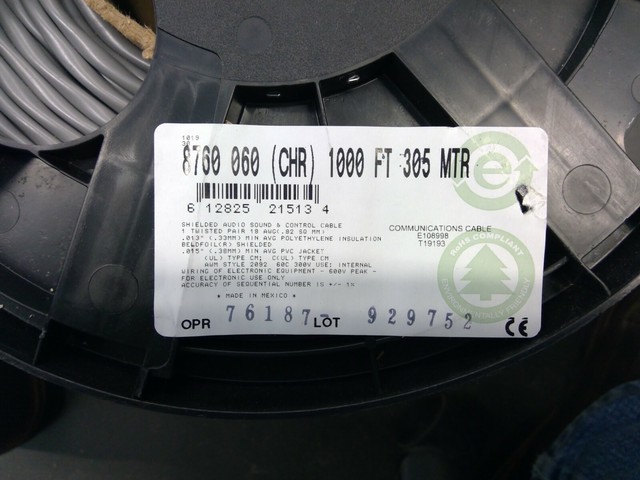 1019
8760 060 (CHR) 1000 FT 305 MTR
6 12825 21513 4
SHIELDED AUDIO SOUND & CONTROL CABLE
1 TWISTED PAIR 18 AWG(.82 SQ MM)
.013" (.33MM) MIN AVG POLYETHYLENE INSULATION
BELDFOIL(R) SHIELDED
.015" (.38MM) MIN AVG PVC JACKET
(UL) TYPE CM; C(UL) TYPE CM
AWM STYLE 2092 60C 300V USE: INTERNAL
WIRING OF ELECTRONIC EQUIPMENT - 600V PEAK -
FOR ELECTRONIC USE ONLY
ACCURACY OF SEQUENTIAL NUMBER IS +/- 1%
* MADE IN MEXICO *
COMMUNICATIONS CABLE
E108998
T19193
RoHS COMPLIANT
ENVIRONMENTALLY FRIENDLY
OPR 76187- LOT 929752
CE